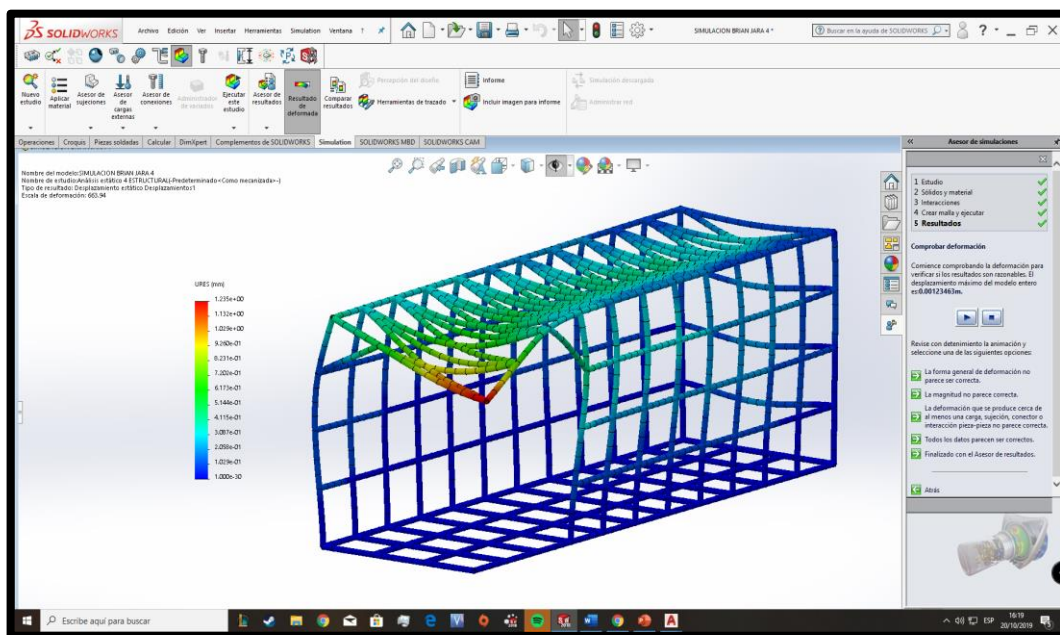 SOLIDWORKS
Archivo Edición Ver Insertar Herramientas Simulation Ventana ?
SIMULACION BRIAN JARA 4 *
Buscar en la ayuda de SOLIDWORKS
Nuevo estudio
Aplicar material
Asesor de sujeciones
Asesor de cargas externas
Asesor de conexiones
Administrador de vaciados
Ejecutar este estudio
Asesor de resultados
Resultado de deformada
Comparar resultados
Percepción del diseño
Herramientas de trazado
Informe
Incluir imagen para informe
Simulación descargada
Administrar red
Operaciones Croquis Piezas soldadas Calcular DimXpert Complementos de SOLIDWORKS Simulation SOLIDWORKS MBD SOLIDWORKS CAM
Nombre del modelo:SIMULACION BRIAN JARA 4
Nombre de estudio:Análisis estático 4 ESTRUCTURAL(-Predeterminado<Como mecanizada>-)
Tipo de resultado: Desplazamiento estático Desplazamiento1
Escala de deformación: 663.94
URES (mm)
1.235e+00
1.132e+00
1.029e+00
9.260e-01
8.231e-01
7.202e-01
6.173e-01
5.144e-01
4.115e-01
3.087e-01
2.058e-01
1.029e-01
1.000e-30
Asesor de simulaciones
1 Estudio
2 Sólidos y material
3 Interacciones
4 Crear malla y ejecutar
5 Resultados
Comprobar deformación
Comience comprobando la deformación para
verificar si los resultados son razonables. El
desplazamiento máximo del modelo entero
es:0.00123463m.
Revise con detenimiento la animación y
seleccione una de las siguientes opciones:
La forma general de deformación no
parece ser correcta.
La magnitud no parece correcta.
La deformación que se produce cerca de
al menos una carga, sujeción, conector o
interacción pieza-pieza no parece correcta.
Todos los datos parecen ser correctos.
Finalizado con el Asesor de resultados.
Atrás
Escribe aquí para buscar
ESP
16:19
20/10/2019